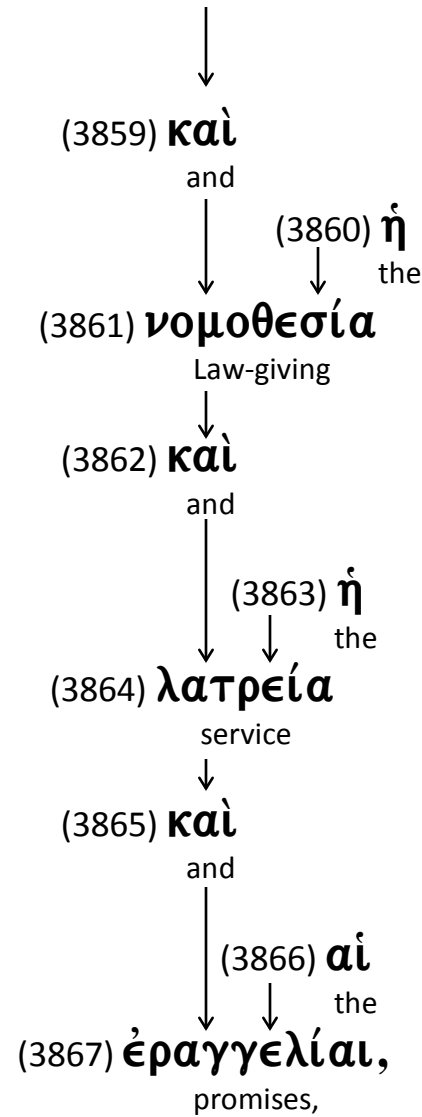 (3859) καὶ
and
(3860) ἡ
the
(3861) νομοθεσία
Law-giving
(3862) καὶ
and
(3863) ἡ
the
(3864) λατρεία
service
(3865) καὶ
and
(3866) αἱ
the
(3867) ἐραγγελίαι,
promises,